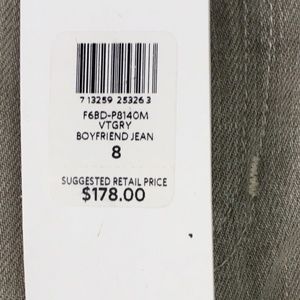 7 13259 25326 3
F6BD-P8140M
VTGRY
BOYFRIEND JEAN
8
SUGGESTED RETAIL PRICE
$178.00